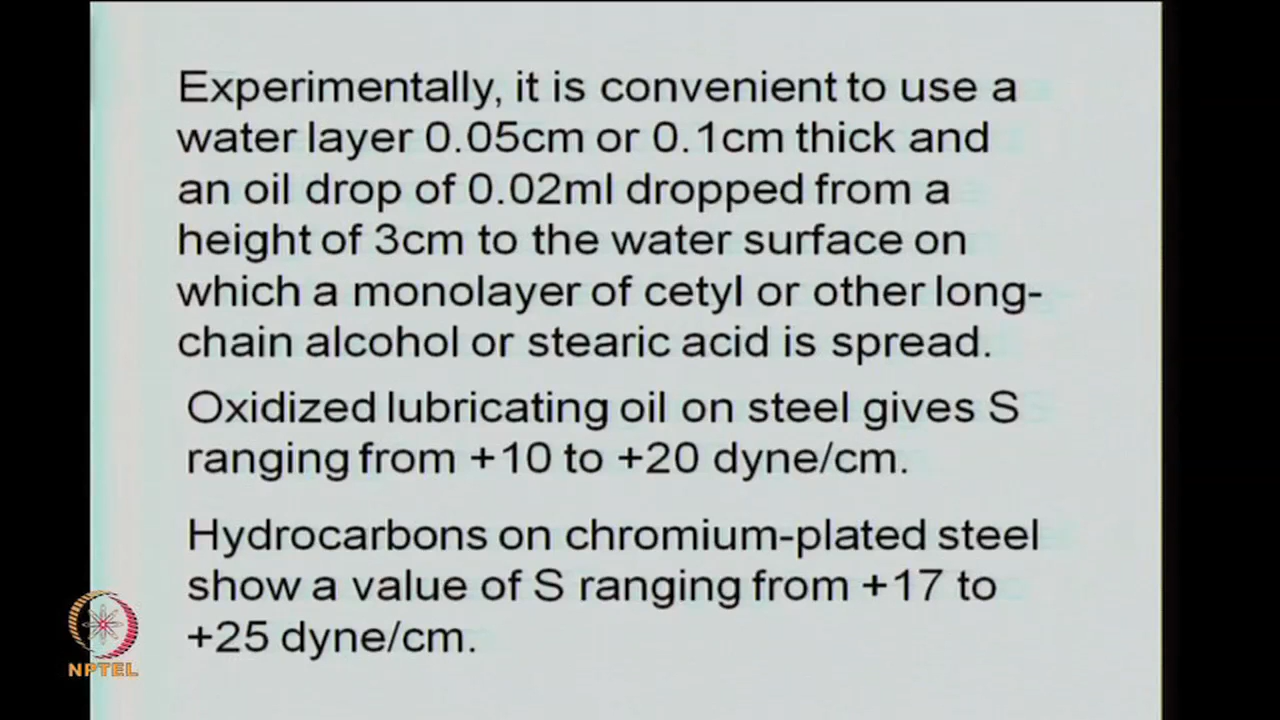 Experimentally, it is convenient to use a
water layer 0.05cm or 0.1cm thick and
an oil drop of 0.02ml dropped from a
height of 3cm to the water surface on
which a monolayer of cetyl or other long-
chain alcohol or stearic acid is spread.
Oxidized lubricating oil on steel gives S
ranging from +10 to +20 dyne/cm.
Hydrocarbons on chromium-plated steel
show a value of S ranging from +17 to
+25 dyne/cm.
NPTEL